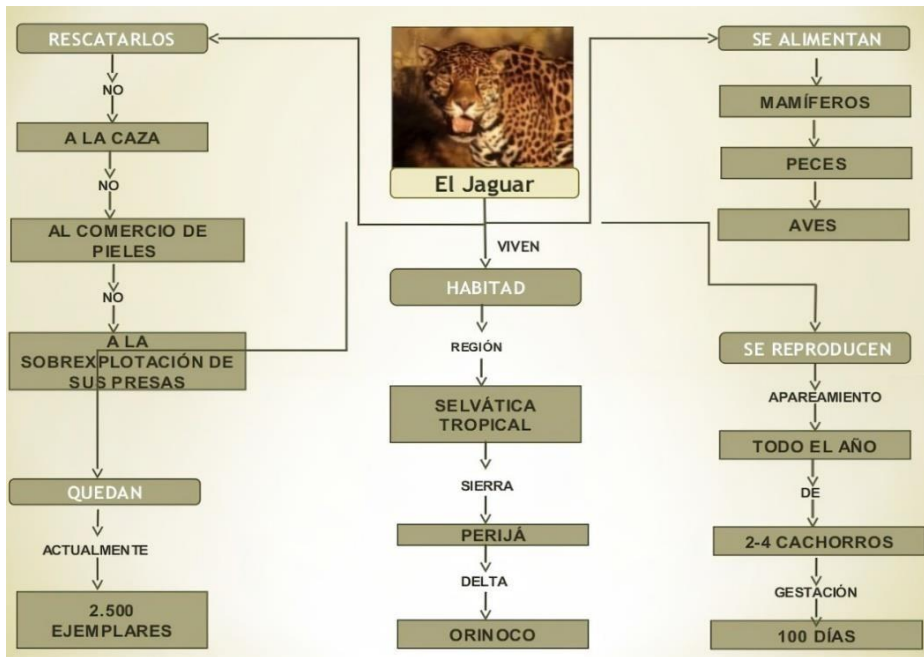 El Jaguar
RESCATARLOS
NO
A LA CAZA
NO
AL COMERCIO DE
PIELES
NO
A LA
SOBREXPLOTACIÓN DE
SUS PRESAS
QUEDAN
ACTUALMENTE
2.500
EJEMPLARES
VIVEN
HABITAD
REGIÓN
SELVÁTICA
TROPICAL
SIERRA
PERIJÁ
DELTA
ORINOCO
SE ALIMENTAN
MAMÍFEROS
PECES
AVES
SE REPRODUCEN
APAREAMIENTO
TODO EL AÑO
DE
2-4 CACHORROS
GESTACIÓN
100 DÍAS